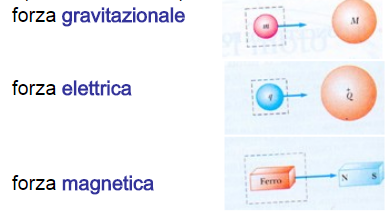 forza gravitazionale
m
M
forza elettrica
q
+
Q
forza magnetica
Ferro
N S